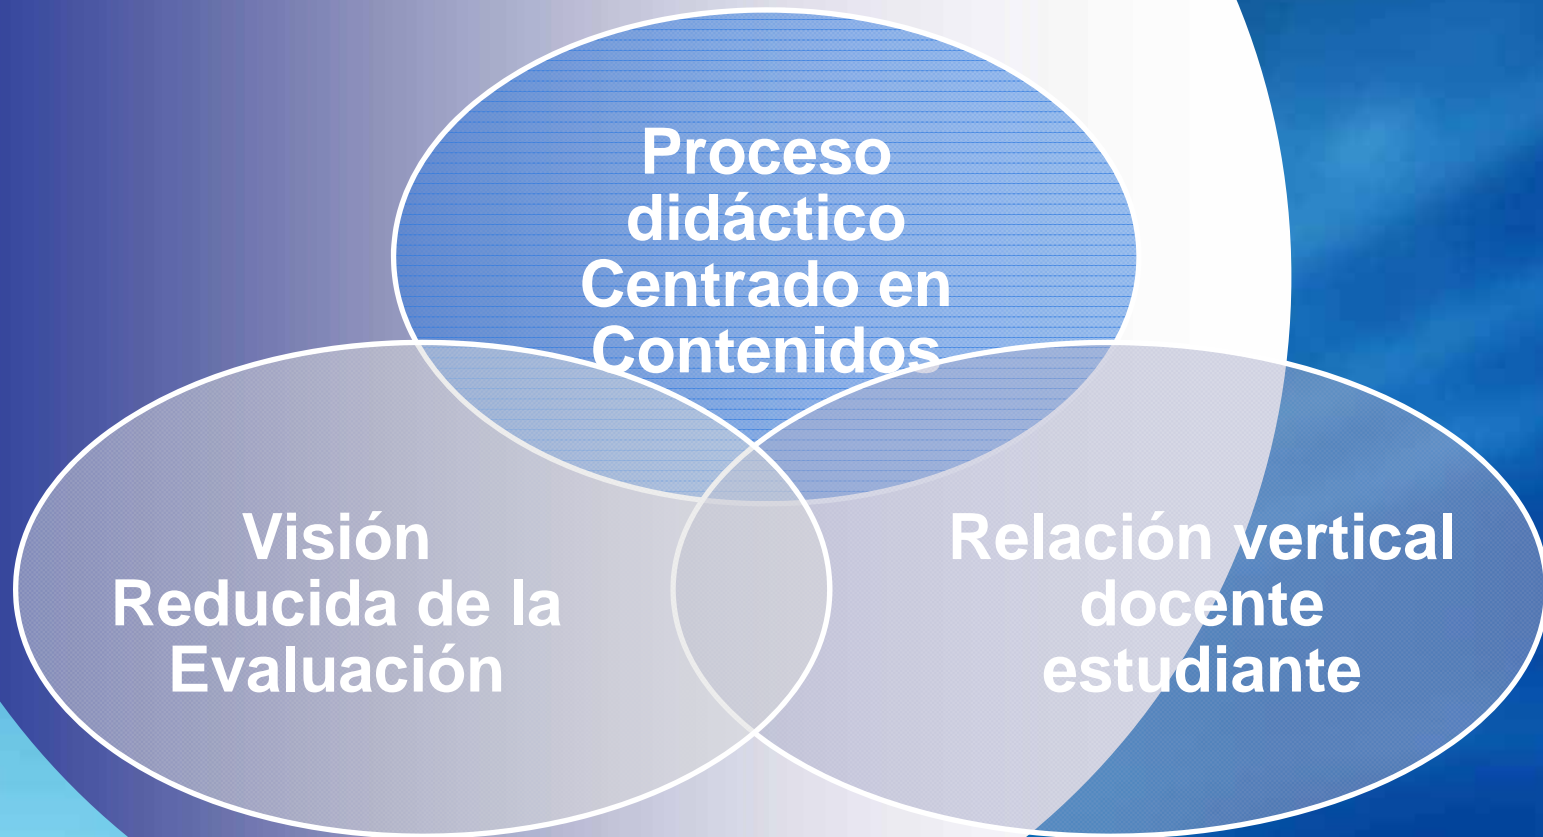 Proceso
didáctico
Centrado en
Contenidos
Visión
Reducida de la
Evaluación
Relación vertical
docente
estudiante